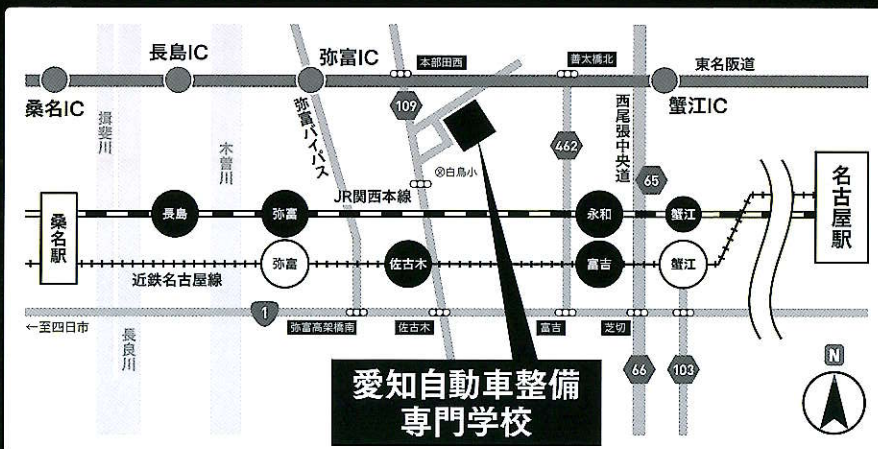 長島IC
弥富IC
本部田西
善太橋北
東名阪道
桑名IC
蟹江IC
揖斐川
木曽川
弥富バイパス
109
462
西尾張中央道
65
白鳥小
JR関西本線
桑名駅
長島
弥富
永和
蟹江
名古屋駅
弥富
佐古木
富吉
蟹江
近鉄名古屋線
←至四日市
1
弥富高架橋南
佐古木
富吉
芝切
長良川
愛知自動車整備
専門学校
66
103
N